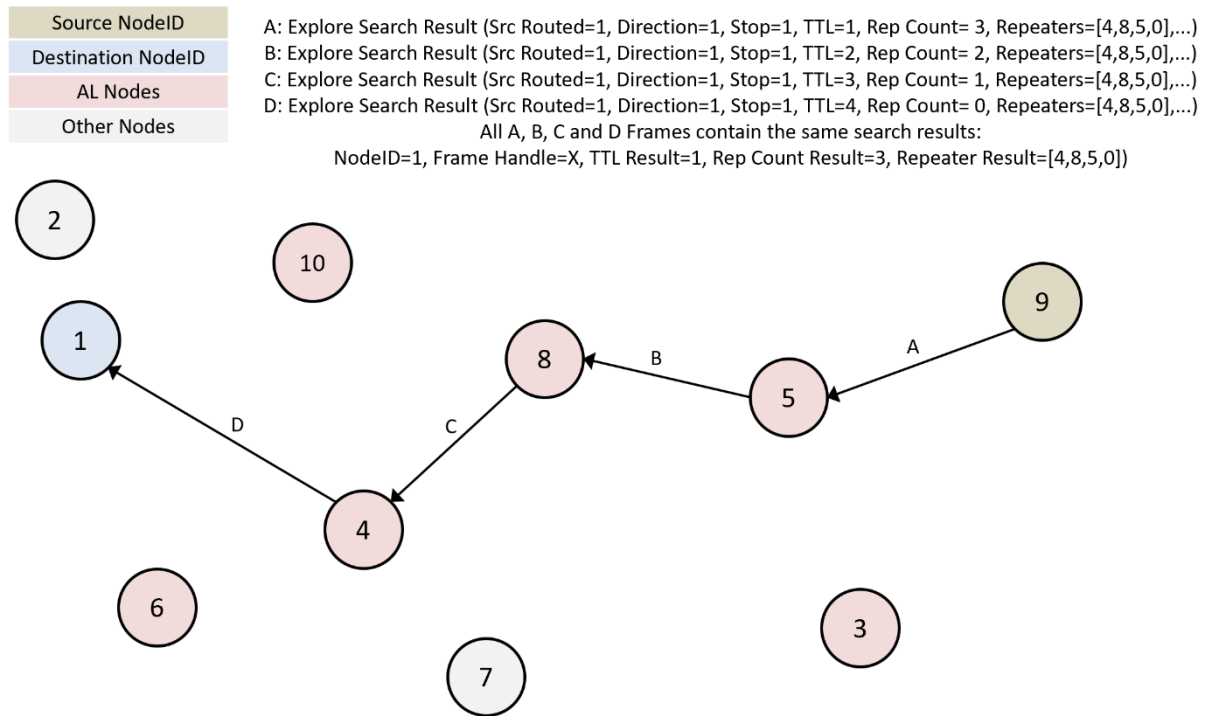 Source NodeID
Destination NodeID
AL Nodes
Other Nodes
A: Explore Search Result (Src Routed=1, Direction=1, Stop=1, TTL=1, Rep Count= 3, Repeaters=[4,8,5,0],...)
B: Explore Search Result (Src Routed=1, Direction=1, Stop=1, TTL=2, Rep Count= 2, Repeaters=[4,8,5,0],...)
C: Explore Search Result (Src Routed=1, Direction=1, Stop=1, TTL=3, Rep Count= 1, Repeaters=[4,8,5,0],...)
D: Explore Search Result (Src Routed=1, Direction=1, Stop=1, TTL=4, Rep Count= 0, Repeaters=[4,8,5,0],...)
All A, B, C and D Frames contain the same search results:
NodeID=1, Frame Handle=X, TTL Result=1, Rep Count Result=3, Repeater Result=[4,8,5,0])
2
10
9
1
8
B
A
5
D
C
4
6
3
7